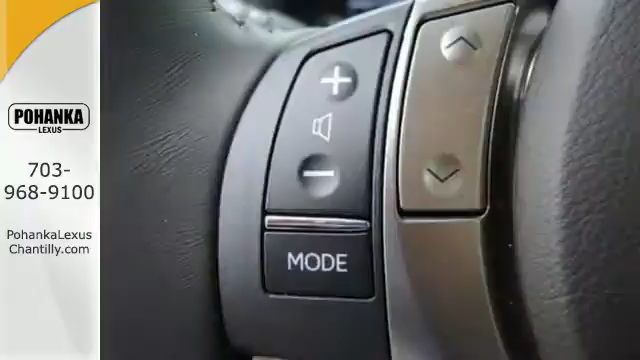 POHANKA
LEXUS
703-
968-9100
PohankaLexus
Chantilly.com
+
−
MODE